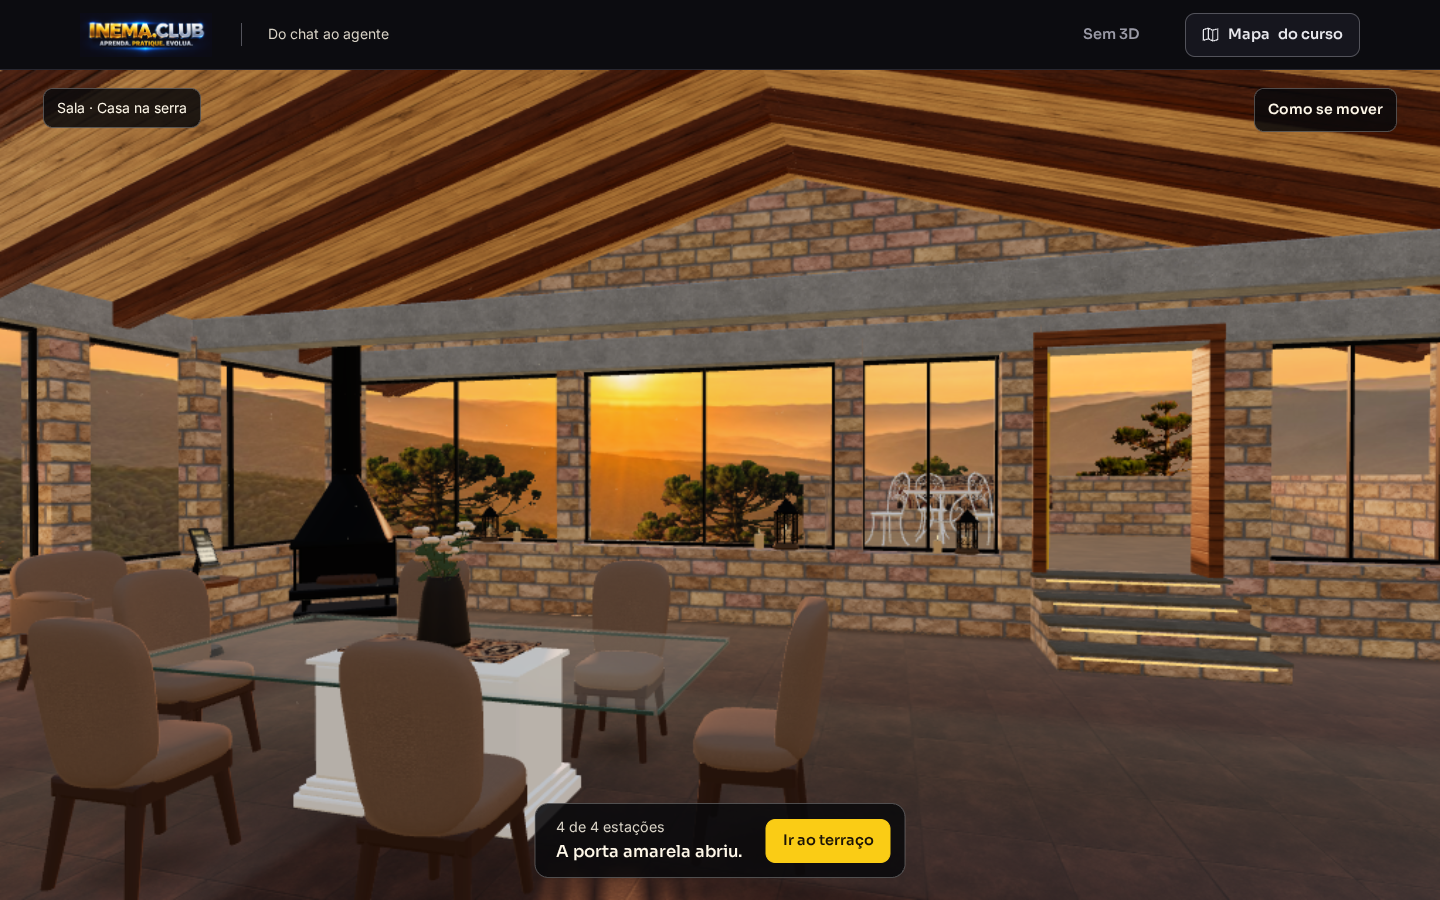 INEMA.CLUB
APRENDA. PRATIQUE. EVOLUA.
Do chat ao agente
Sem 3D
Mapa do curso
Sala · Casa na serra
Como se mover
4 de 4 estações
A porta amarela abriu.
Ir ao terraço